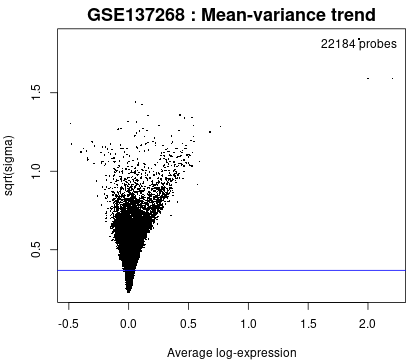 GSE137268 : Mean-variance trend
22184 probes
sqrt(sigma)
1.5
1.0
0.5
-0.5
0.0
0.5
1.0
1.5
2.0
Average log-expression